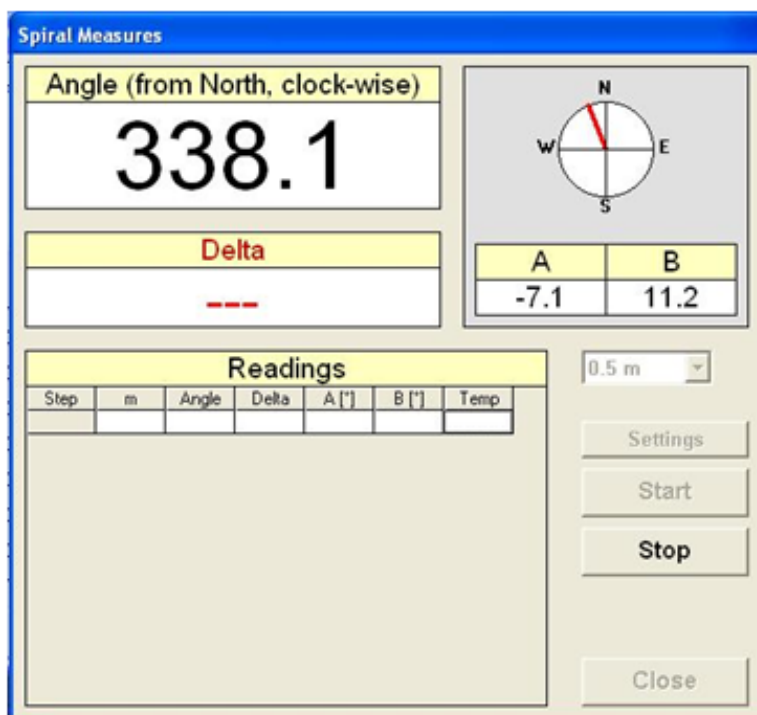 Spiral Measures
Angle (from North, clock-wise)
338.1
N
W
E
S
Delta
---
A B
-7.1 11.2
Readings
Step m Angle Delta A [°] B [°] Temp
0.5 m
Settings
Start
Stop
Close